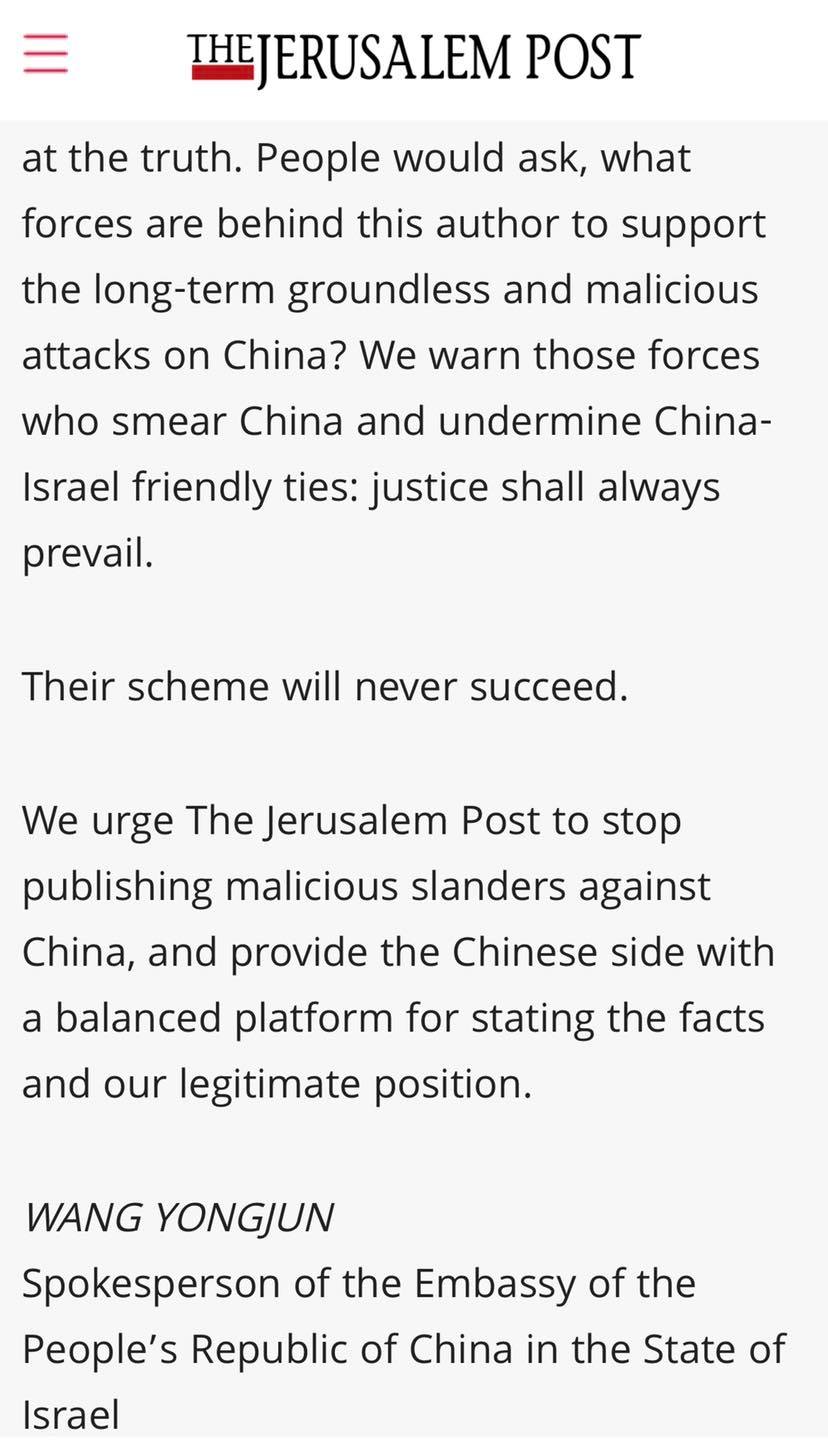 THE JERUSALEM POST
at the truth. People would ask, what
forces are behind this author to support
the long-term groundless and malicious
attacks on China? We warn those forces
who smear China and undermine China-
Israel friendly ties: justice shall always
prevail.
Their scheme will never succeed.
We urge The Jerusalem Post to stop
publishing malicious slanders against
China, and provide the Chinese side with
a balanced platform for stating the facts
and our legitimate position.
WANG YONGJUN
Spokesperson of the Embassy of the
People’s Republic of China in the State of
Israel